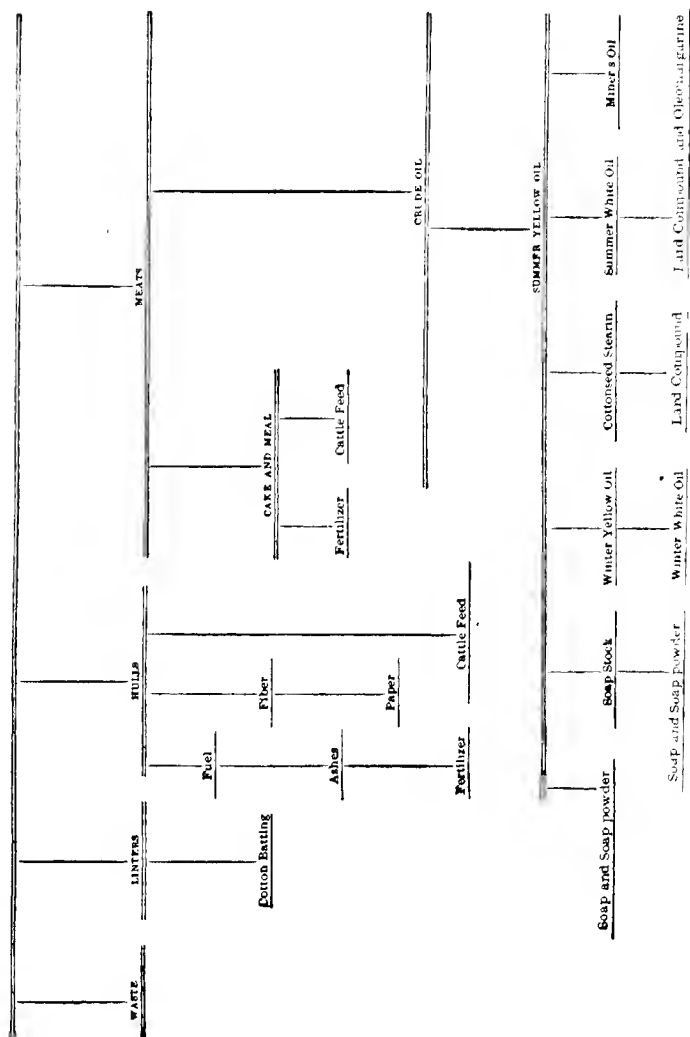 WASTE
LINTERS
HULLS
MEATS
Cotton Batting
Fuel
Fiber
CAKE AND MEAL
Ashes
Paper
Fertilizer
Cattle Feed
Fertilizer
Cattle Feed
CRUDE OIL
SUMMER YELLOW OIL
Soap and Soap powder
Soap Stock
Winter Yellow Oil
Cottonseed Stearin
Summer White Oil
Miner s Oil
Soap and Soap powder
Winter White Oil
Lard Compound
Lard Compound and Oleomargarine